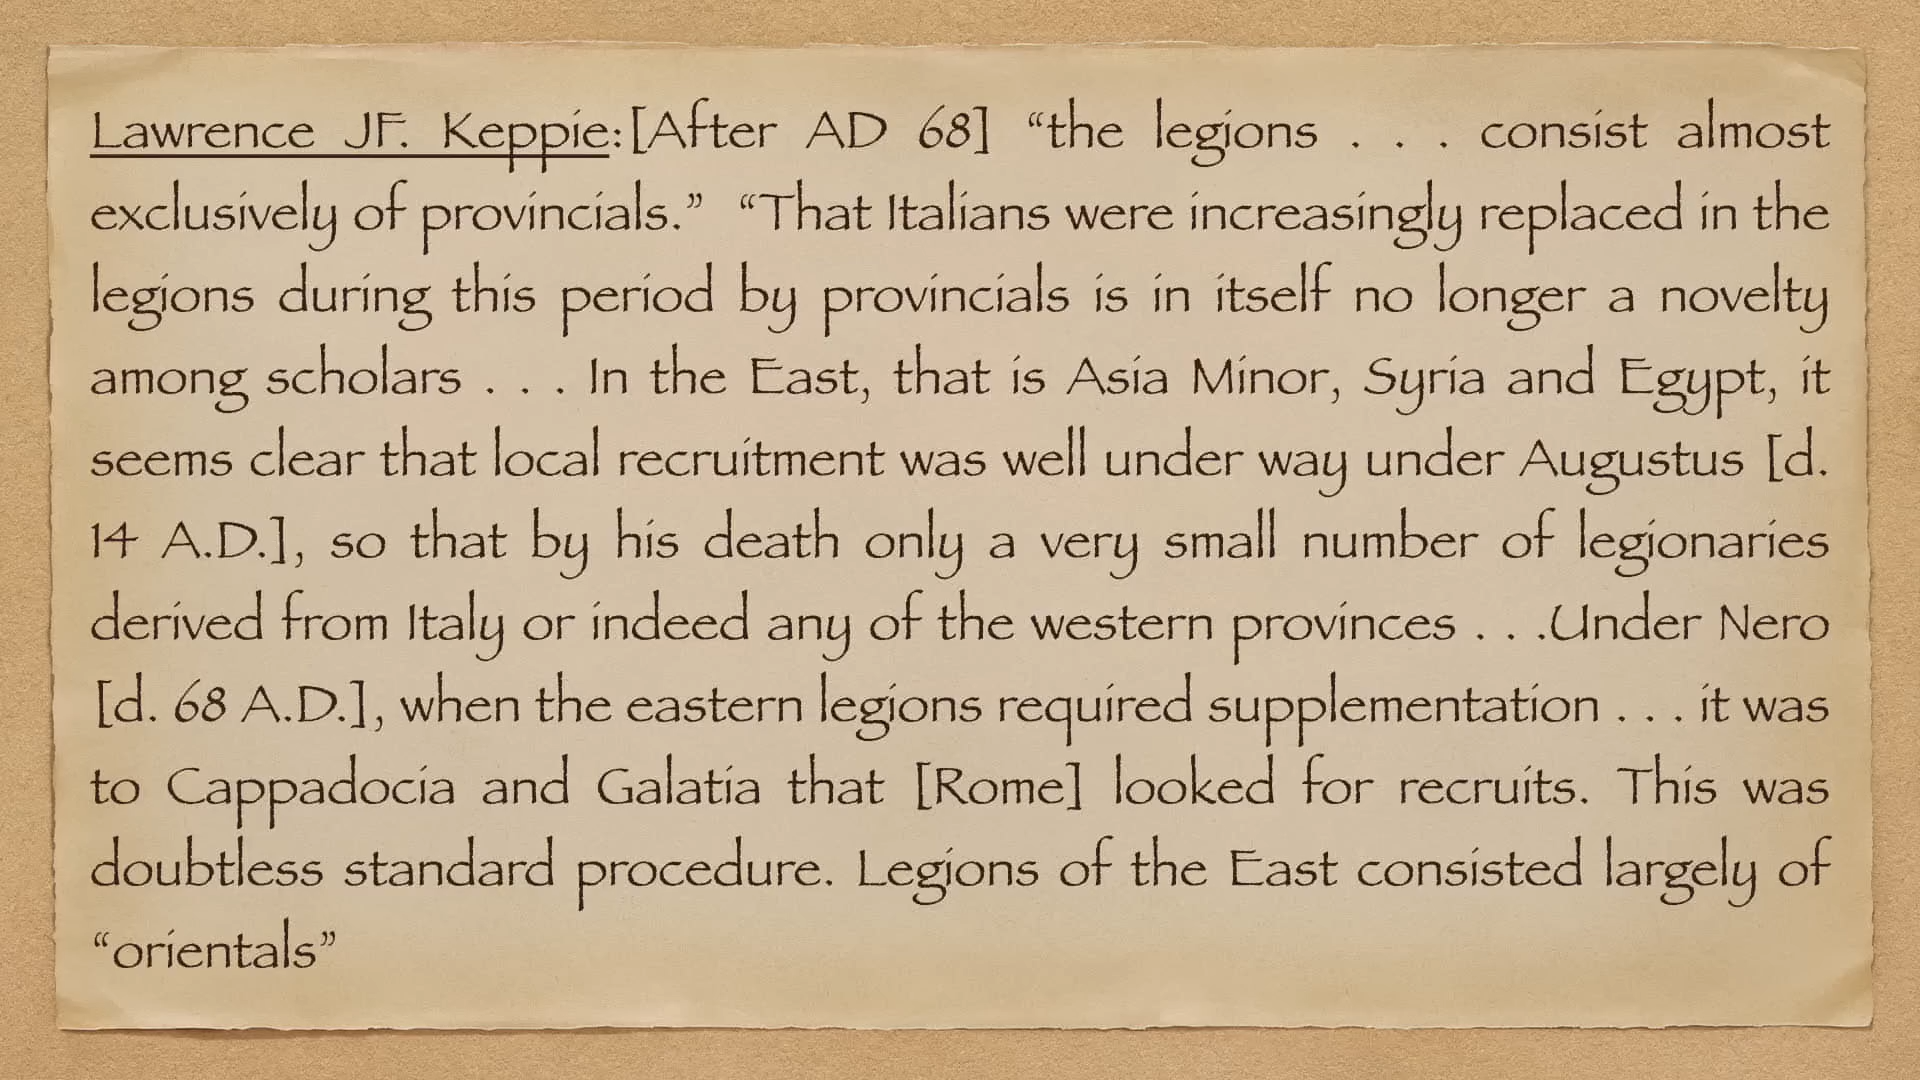 Lawrence JF. Keppie: [After AD 68] “the legions . . . consist almost
exclusively of provincials.” “That Italians were increasingly replaced in the
legions during this period by provincials is in itself no longer a novelty
among scholars . . . In the East, that is Asia Minor, Syria and Egypt, it
seems clear that local recruitment was well under way under Augustus [d.
14 A.D.], so that by his death only a very small number of legionaries
derived from Italy or indeed any of the western provinces . . .Under Nero
[d. 68 A.D.], when the eastern legions required supplementation . . . it was
to Cappadocia and Galatia that [Rome] looked for recruits. This was
doubtless standard procedure. Legions of the East consisted largely of
“orientals”